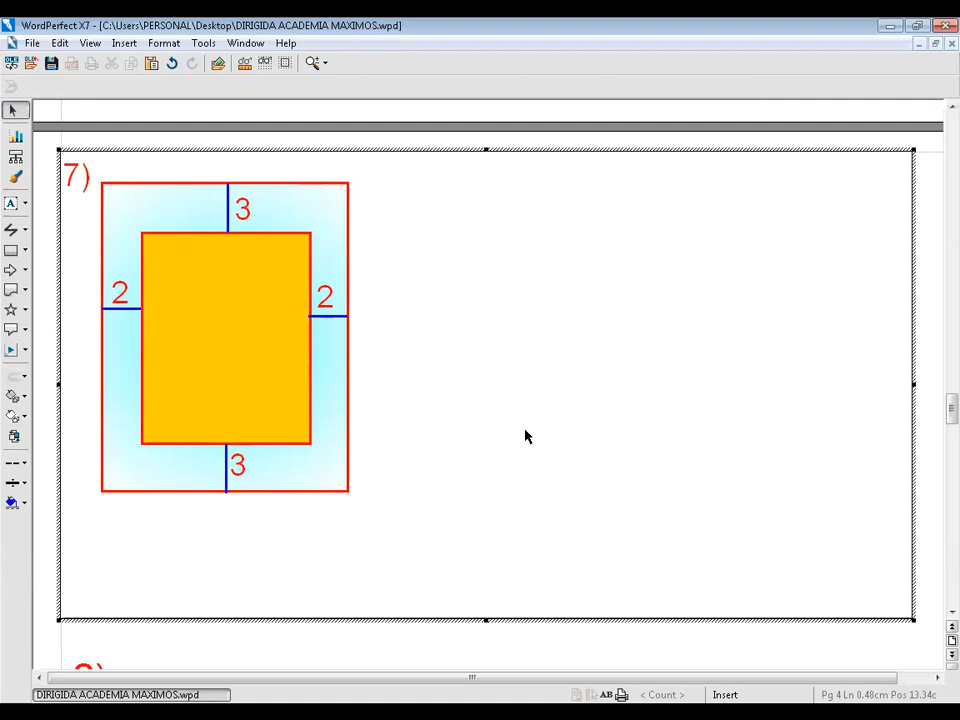 WordPerfect X7 - [C:\Users\PERSONAL\Desktop\DIRIGIDA ACADEMIA MAXIMOS.wpd]
File Edit View Insert Format Tools Window Help
7)
3
2 2
3
DIRIGIDA ACADEMIA MAXIMOS.wpd AB < Count > Insert Pg 4 Ln 0.48cm Pos 13.34c